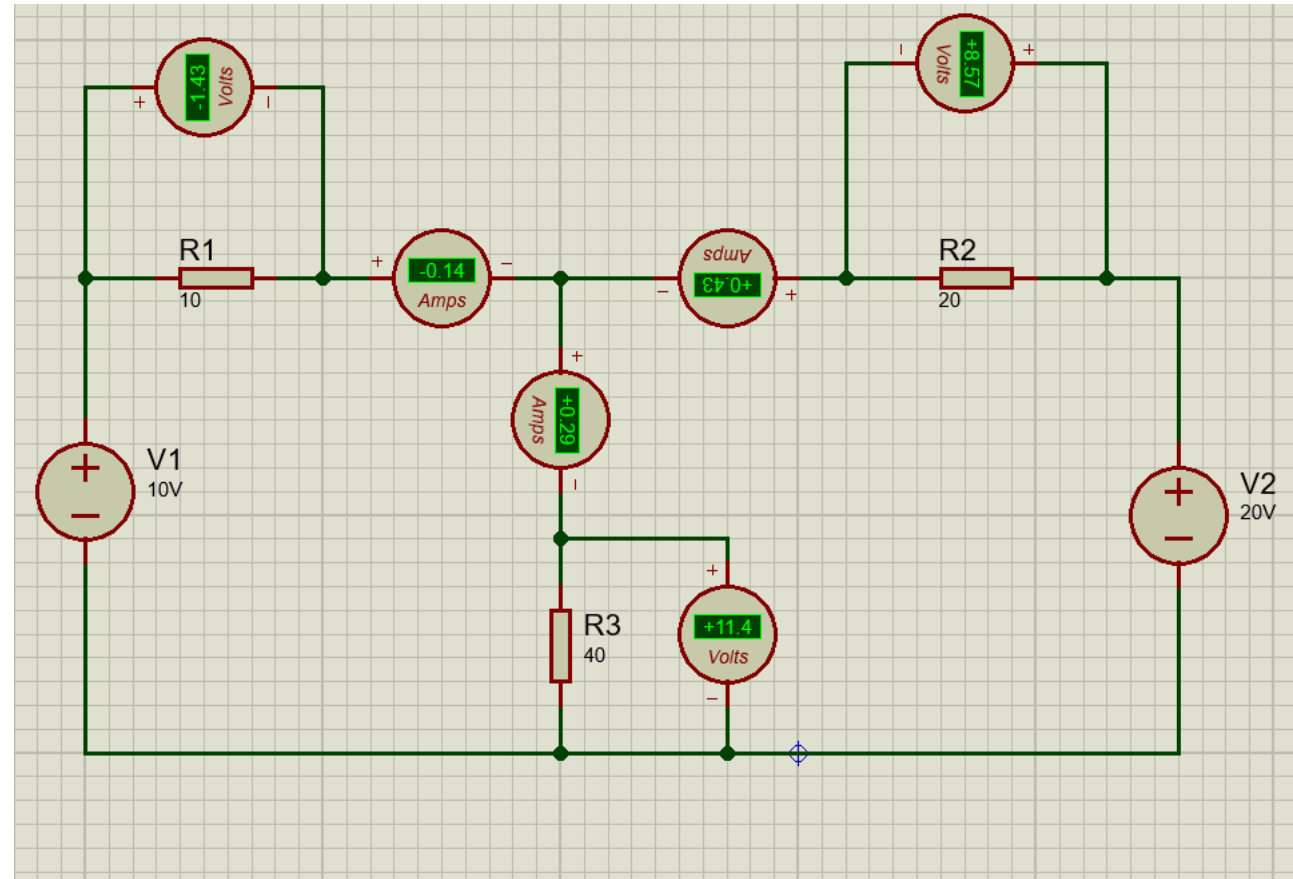 -1.43
Volts
+ -
+8.57
Volts
- +
R1
10
+ -
-0.14
Amps
Amps
+0.43
- +
R2
20
+
Amps
+0.29
-
V1
10V
+
-
V2
20V
+
-
R3
40
+
+11.4
Volts
-